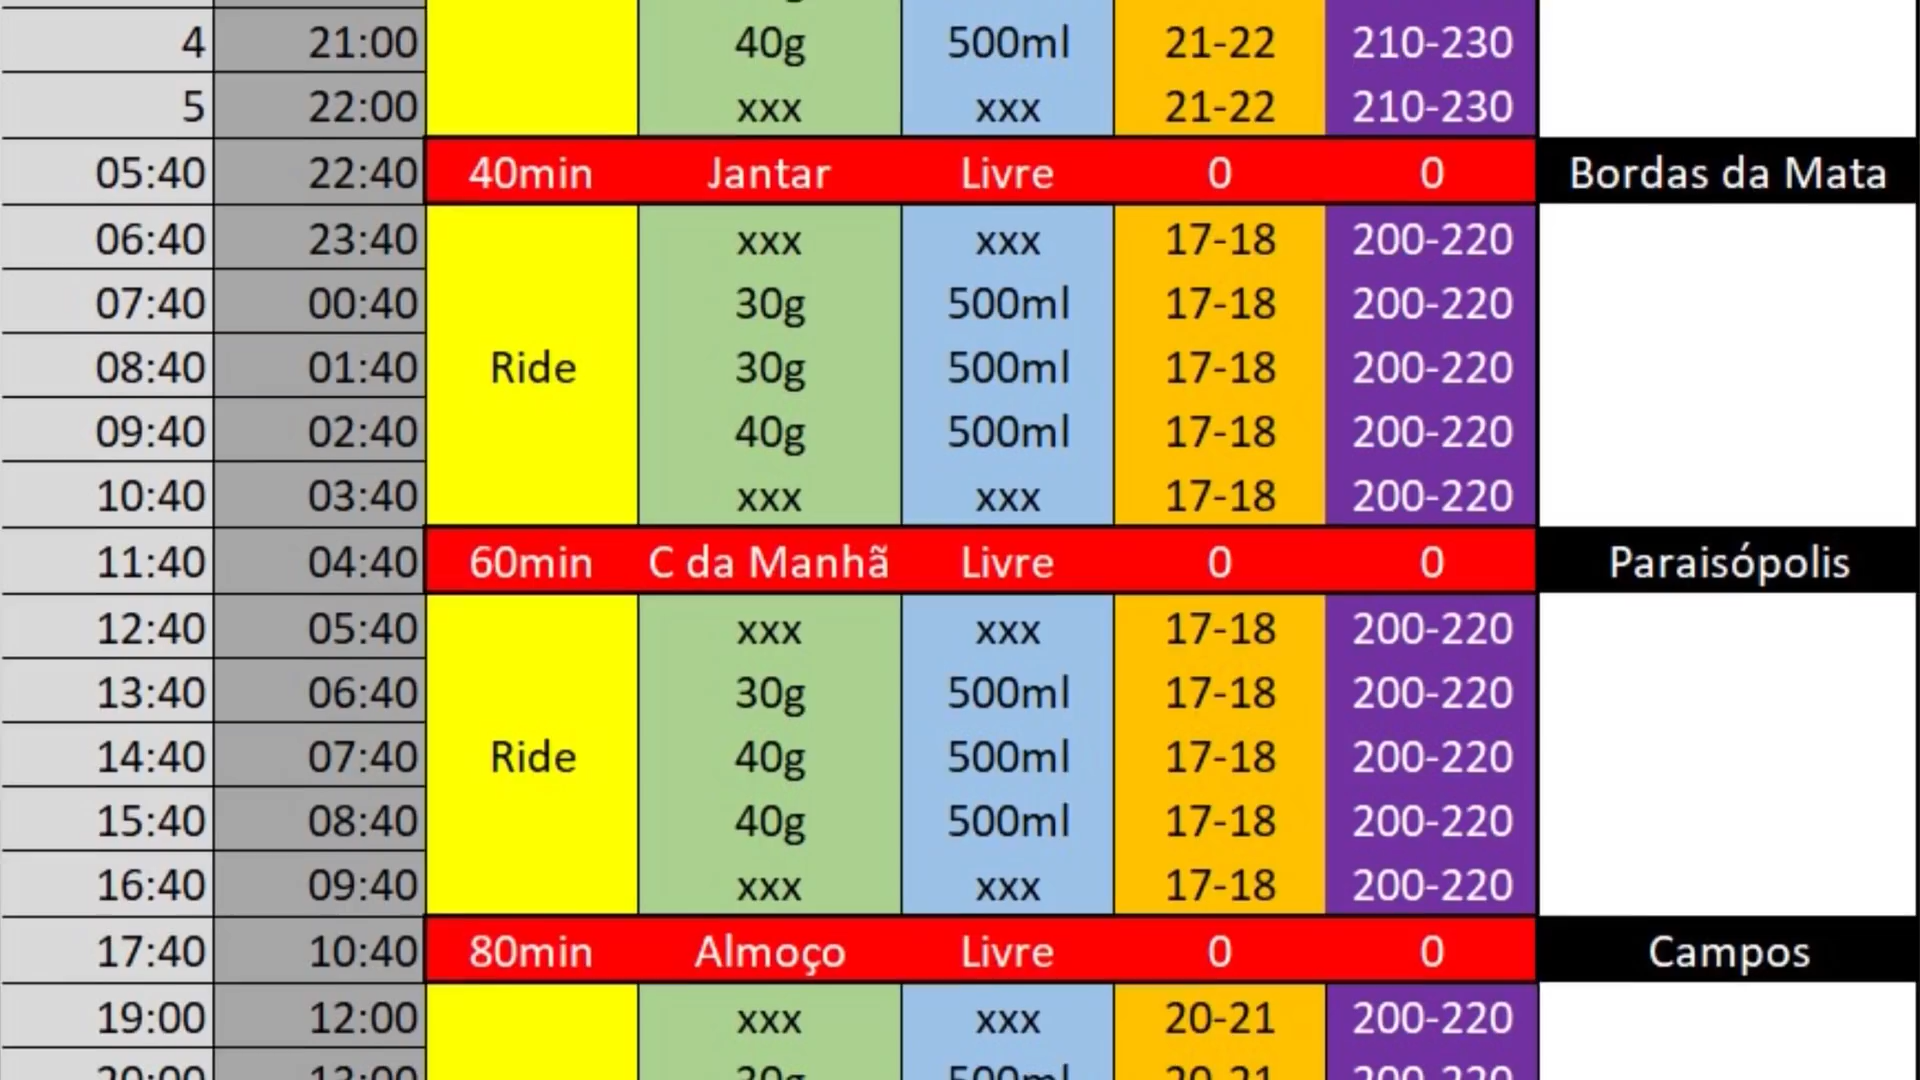 4 21:00 40g 500ml 21-22 210-230
5 22:00 xxx xxx 21-22 210-230
05:40 22:40 40min Jantar Livre 0 0 Bordas da Mata
06:40 23:40 xxx xxx 17-18 200-220
07:40 00:40 30g 500ml 17-18 200-220
08:40 01:40 Ride 30g 500ml 17-18 200-220
09:40 02:40 40g 500ml 17-18 200-220
10:40 03:40 xxx xxx 17-18 200-220
11:40 04:40 60min C da Manhã Livre 0 0 Paraisópolis
12:40 05:40 xxx xxx 17-18 200-220
13:40 06:40 30g 500ml 17-18 200-220
14:40 07:40 Ride 40g 500ml 17-18 200-220
15:40 08:40 40g 500ml 17-18 200-220
16:40 09:40 xxx xxx 17-18 200-220
17:40 10:40 80min Almoço Livre 0 0 Campos
19:00 12:00 xxx xxx 20-21 200-220
20:00 13:00 30g 500ml 20-21 200-220